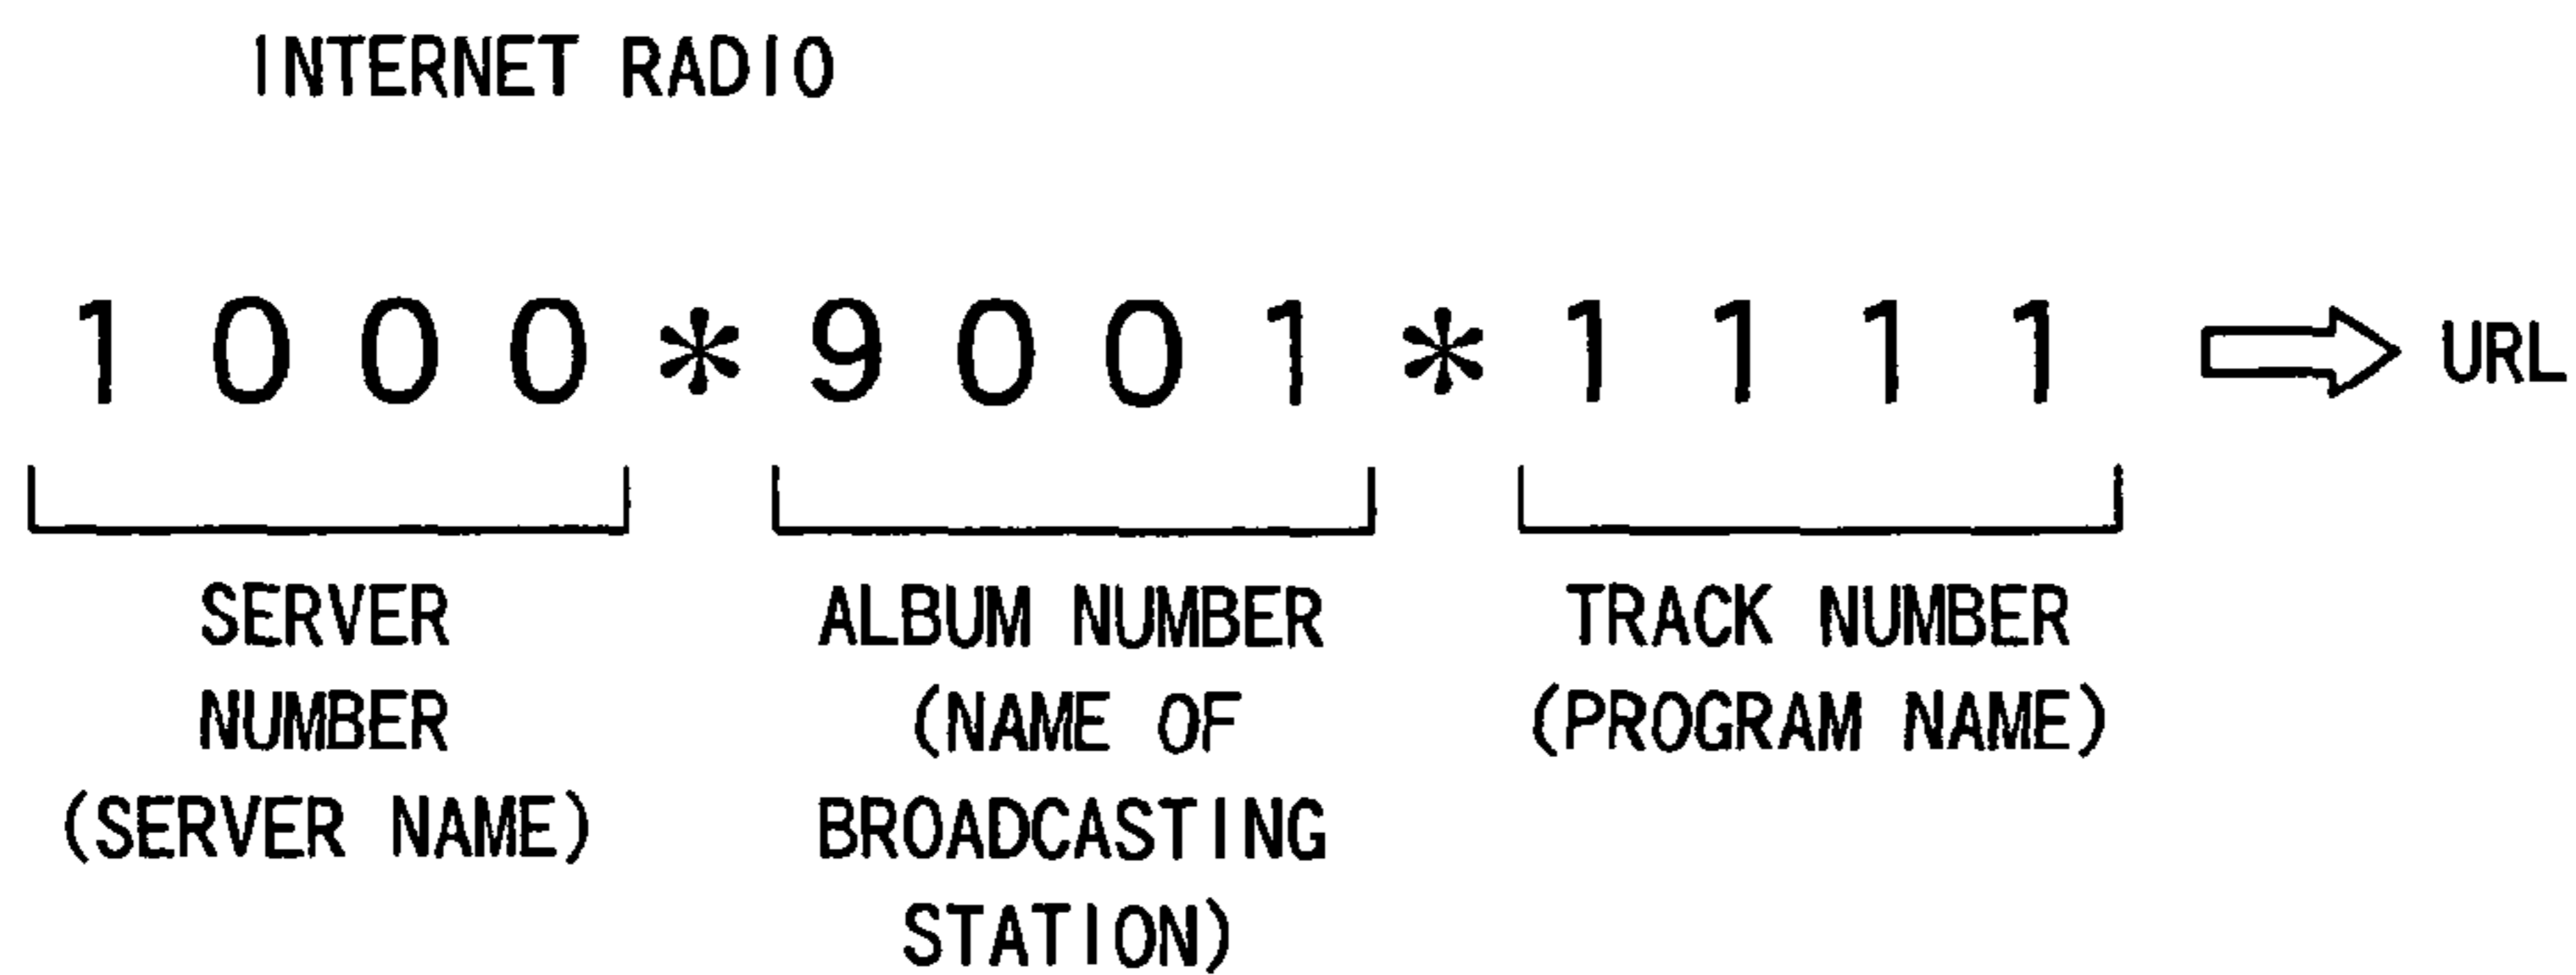 INTERNET RADIO
1000*9001*1111 ⇨ URL
SERVER NUMBER (SERVER NAME)
ALBUM NUMBER (NAME OF BROADCASTING STATION)
TRACK NUMBER (PROGRAM NAME)